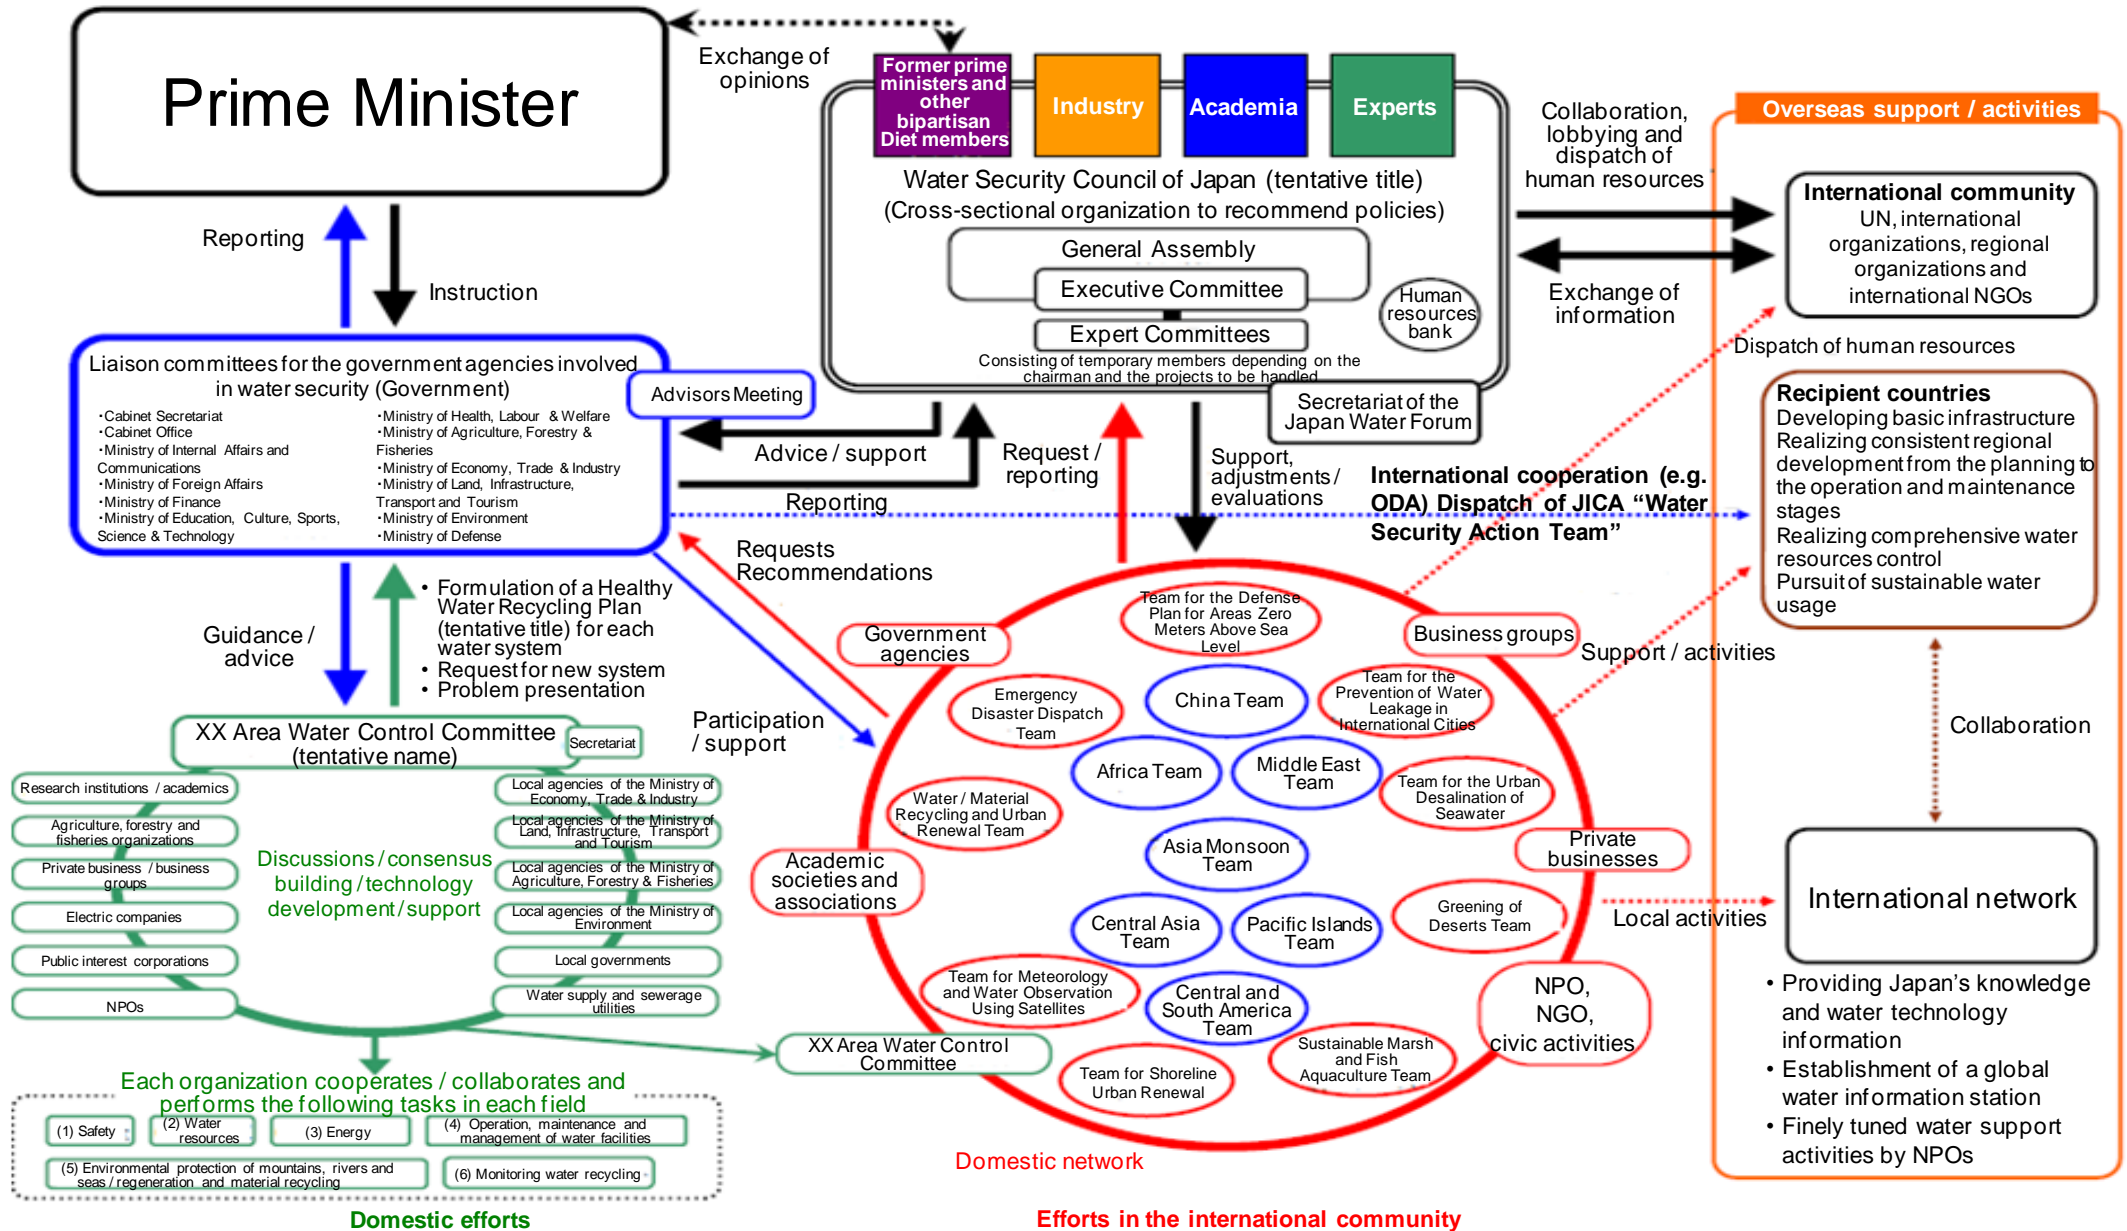 Prime Minister
Exchange of
opinions
Former prime
ministers and
other
bipartisan
Diet members
Industry
Academia
Experts
Water Security Council of Japan (tentative title)
(Cross-sectional organization to recommend policies)
General Assembly
Executive Committee
Expert Committees
Consisting of temporary members depending on the
chairman and the projects to be handled
Human
resources
bank
Secretariat of the
Japan Water Forum
Collaboration,
lobbying and
dispatch of
human resources
Exchange of
information
Overseas support / activities
International community
UN, international
organizations, regional
organizations and
international NGOs
Dispatch of human resources
Recipient countries
Developing basic infrastructure
Realizing consistent regional
development from the planning to
the operation and maintenance
stages
Realizing comprehensive water
resources control
Pursuit of sustainable water
usage
Collaboration
International network
• Providing Japan's knowledge
and water technology
information
• Establishment of a global
water information station
• Finely tuned water support
activities by NPOs
Reporting
Instruction
Liaison committees for the government agencies involved
in water security (Government)
・Cabinet Secretariat
・Cabinet Office
・Ministry of Internal Affairs and
Communications
・Ministry of Foreign Affairs
・Ministry of Finance
・Ministry of Education, Culture, Sports,
Science & Technology
・Ministry of Health, Labour & Welfare
・Ministry of Agriculture, Forestry &
Fisheries
・Ministry of Economy, Trade & Industry
・Ministry of Land, Infrastructure,
Transport and Tourism
・Ministry of Environment
・Ministry of Defense
Advisors Meeting
Advice / support
Reporting
Request /
reporting
Support,
adjustments /
evaluations
International cooperation (e.g.
ODA) Dispatch of JICA “Water
Security Action Team”
Requests
Recommendations
Participation
/ support
Guidance /
advice
• Formulation of a Healthy
Water Recycling Plan
(tentative title) for each
water system
• Request for new system
• Problem presentation
XX Area Water Control Committee
(tentative name)
Secretariat
Research institutions / academics
Agriculture, forestry and
fisheries organizations
Private business / business
groups
Electric companies
Public interest corporations
NPOs
Discussions / consensus
building / technology
development / support
Local agencies of the Ministry of
Economy, Trade & Industry
Local agencies of the Ministry of
Land, Infrastructure, Transport
and Tourism
Local agencies of the Ministry of
Agriculture, Forestry & Fisheries
Local agencies of the Ministry of
Environment
Local governments
Water supply and sewerage
utilities
Each organization cooperates / collaborates and
performs the following tasks in each field
(1) Safety
(2) Water
resources
(3) Energy
(4) Operation, maintenance and
management of water facilities
(5) Environmental protection of mountains, rivers and
seas / regeneration and material recycling
(6) Monitoring water recycling
Domestic efforts
Government
agencies
Business groups
Academic
societies and
associations
Private
businesses
NPO,
NGO,
civic activities
XX Area Water Control
Committee
Team for the Defense
Plan for Areas Zero
Meters Above Sea
Level
Emergency
Disaster Dispatch
Team
China Team
Team for the
Prevention of Water
Leakage in
International Cities
Africa Team
Middle East
Team
Team for the Urban
Desalination of
Seawater
Water / Material
Recycling and Urban
Renewal Team
Asia Monsoon
Team
Central Asia
Team
Pacific Islands
Team
Greening of
Deserts Team
Team for Meteorology
and Water Observation
Using Satellites
Central and
South America
Team
Team for Shoreline
Urban Renewal
Sustainable Marsh
and Fish
Aquaculture Team
Support / activities
Local activities
Domestic network
Efforts in the international community